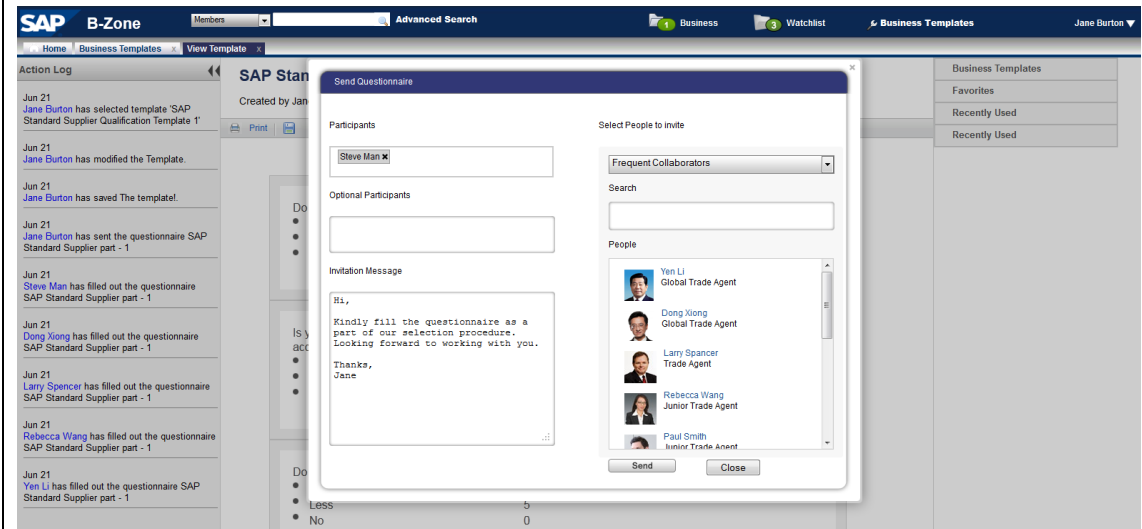 SAP B-Zone Members Advanced Search 1 Business 3 Watchlist Business Templates Jane Burton
Home Business Templates x View Template x
Action Log
Jun 21
Jane Burton has selected template 'SAP
Standard Supplier Qualification Template 1'
Jun 21
Jane Burton has modified the Template.
Jun 21
Jane Burton has saved The template!.
Jun 21
Jane Burton has sent the questionnaire SAP
Standard Supplier part - 1
Jun 21
Steve Man has filled out the questionnaire
SAP Standard Supplier part - 1
Jun 21
Dong Xiong has filled out the questionnaire
SAP Standard Supplier part - 1
Jun 21
Larry Spencer has filled out the questionnaire
SAP Standard Supplier part - 1
Jun 21
Rebecca Wang has filled out the questionnaire
SAP Standard Supplier part - 1
Jun 21
Yen Li has filled out the questionnaire SAP
Standard Supplier part - 1
SAP Stan
Created by Jan
Print
Do
Is y
acc
Do
Less 5
No 0
Send Questionnaire
Participants
Steve Man ×
Optional Participants
Invitation Message
Hi,
Kindly fill the questionnaire as a
part of our selection procedure.
Looking forward to working with you.
Thanks,
Jane
Select People to invite
Frequent Collaborators
Search
People
Yen Li
Global Trade Agent
Dong Xiong
Global Trade Agent
Larry Spancer
Trade Agent
Rebecca Wang
Junior Trade Agent
Paul Smith
Junior Trade Agent
Send Close
Business Templates
Favorites
Recently Used
Recently Used